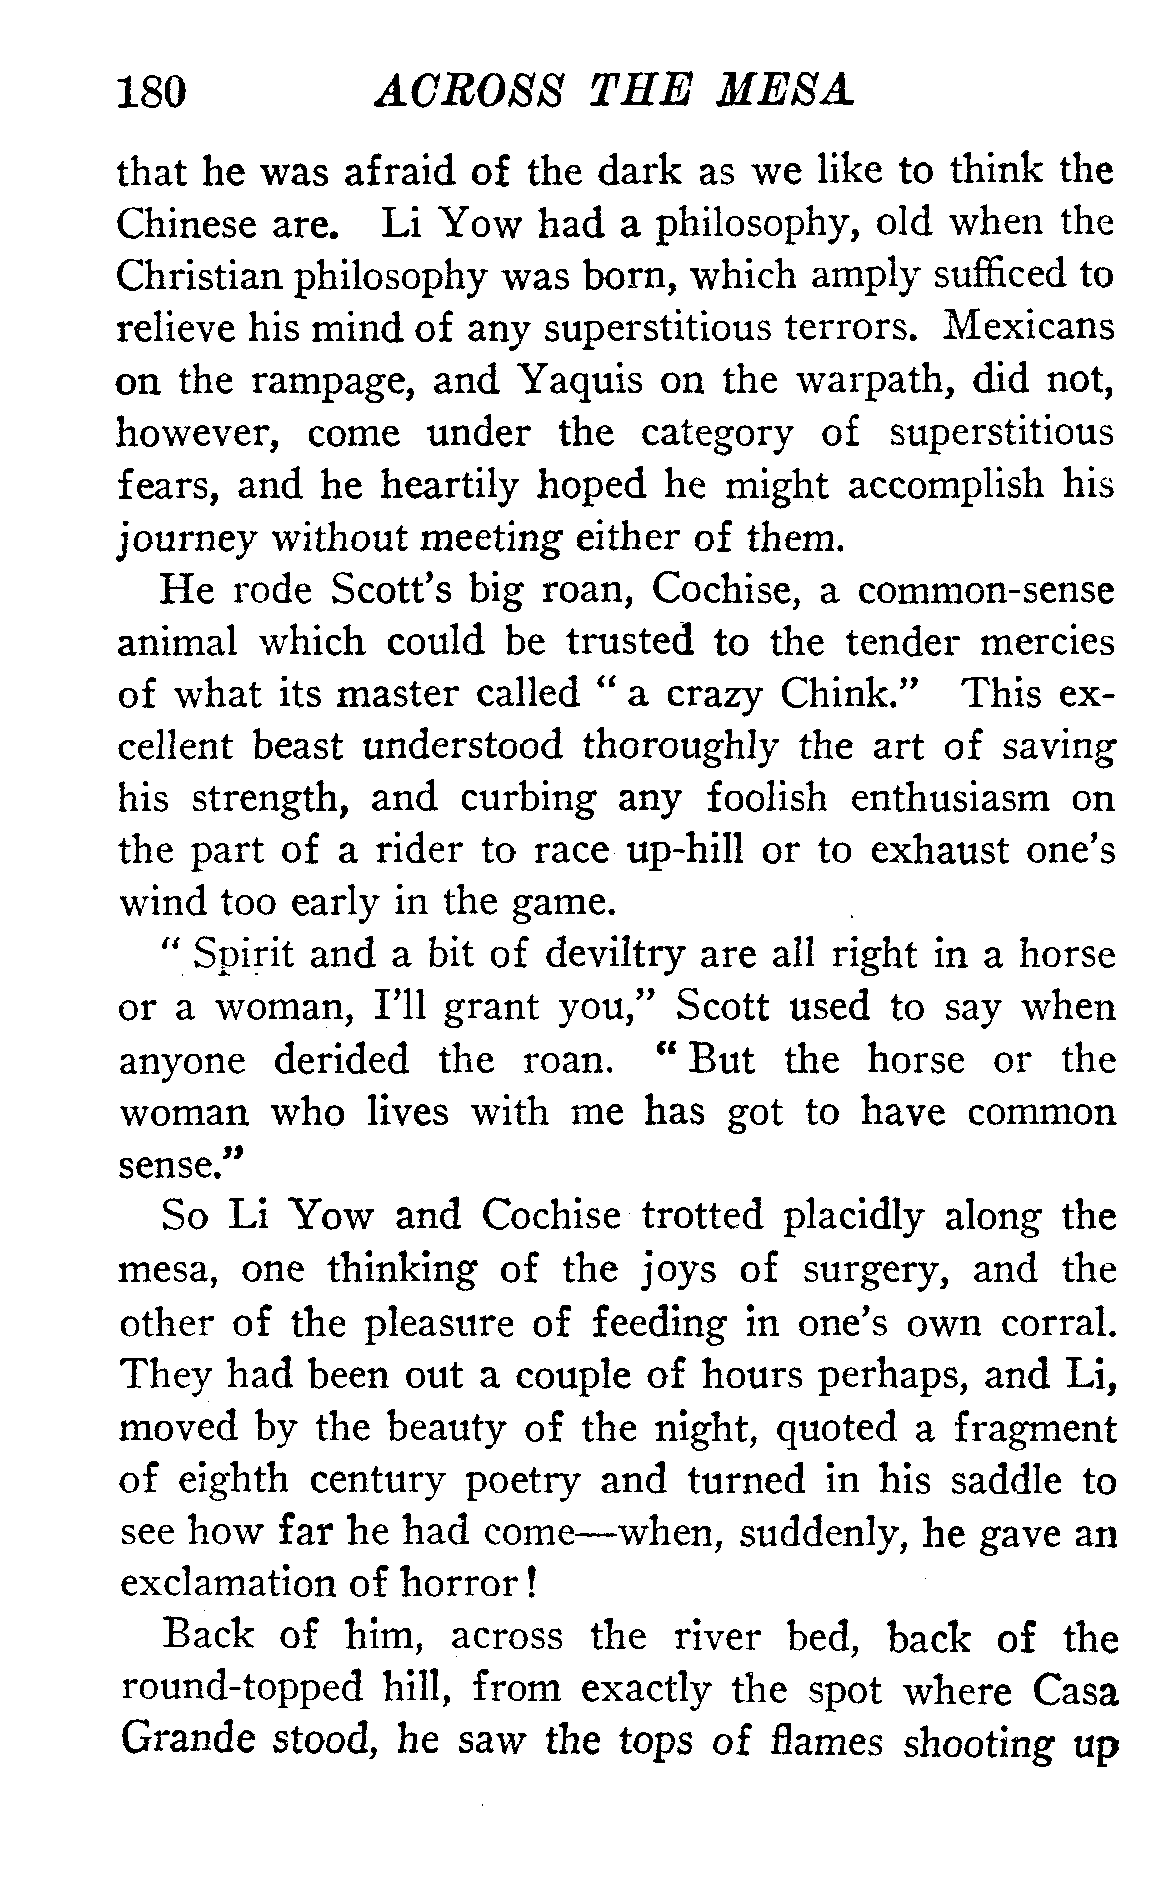 180 ACROSS THE MESA
that he was afraid of the dark as we like to think the
Chinese are. Li Yow had a philosophy, old when the
Christian philosophy was born, which amply sufficed to
relieve his mind of any superstitious terrors. Mexicans
on the rampage, and Yaquis on the warpath, did not,
however, come under the category of superstitious
fears, and he heartily hoped he might accomplish his
journey without meeting either of them.
He rode Scott's big roan, Cochise, a common-sense
animal which could be trusted to the tender mercies
of what its master called " a crazy Chink." This ex-
cellent beast understood thoroughly the art of saving
his strength, and curbing any foolish enthusiasm on
the part of a rider to race up-hill or to exhaust one's
wind too early in the game.
" Spirit and a bit of deviltry are all right in a horse
or a woman, I'll grant you," Scott used to say when
anyone derided the roan. " But the horse or the
woman who lives with me has got to have common
sense."
So Li Yow and Cochise trotted placidly along the
mesa, one thinking of the joys of surgery, and the
other of the pleasure of feeding in one's own corral.
They had been out a couple of hours perhaps, and Li,
moved by the beauty of the night, quoted a fragment
of eighth century poetry and turned in his saddle to
see how far he had come—when, suddenly, he gave an
exclamation of horror!
Back of him, across the river bed, back of the
round-topped hill, from exactly the spot where Casa
Grande stood, he saw the tops of flames shooting up